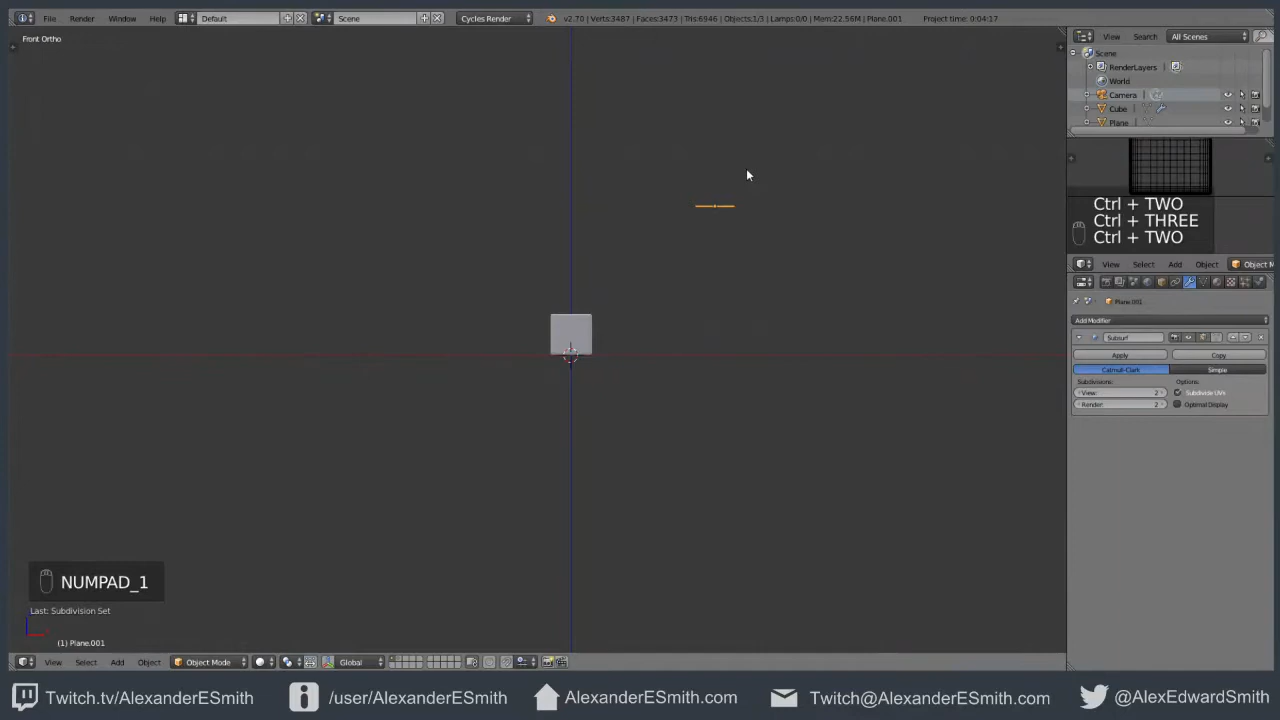 File Render Window Help Default Scene Cycles Render v2.70 | Verts:3487 | Faces:3473 | Tris:6946 | Objects:1/3 | Lamps:0/0 | Mem:22.56M | Plane.001 Project time: 0:04:17
Front Ortho
View Search All Scenes
Scene
RenderLayers
World
Camera
Cube
Plane
Ctrl + TWO
Ctrl + THREE
Ctrl + TWO
View Select Add Object Object M
Plane.001
Add Modifier
Subsurf
Apply Copy
Catmull-Clark Simple
Subdivisions: Options:
View: 2 Subdivide UVs
Render: 2 Optimal Display
NUMPAD_1
Last: Subdivision Set
(1) Plane.001
View Select Add Object Object Mode Global
Twitch.tv/AlexanderESmith /user/AlexanderESmith AlexanderESmith.com Twitch@AlexanderESmith.com @AlexEdwardSmith